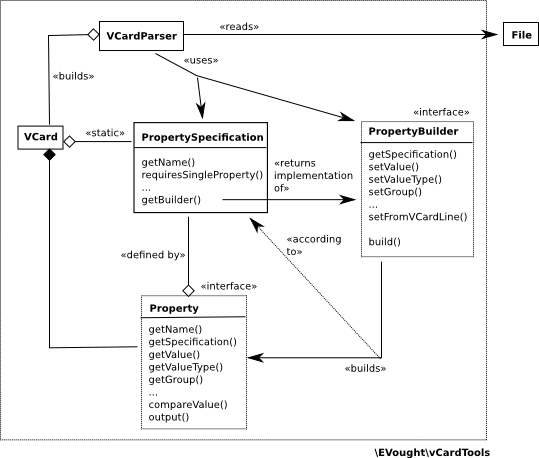 VCardParser
«reads»
File
«uses»
«builds»
VCard
«static»
PropertySpecification
getName()
requiresSingleProperty()
...
getBuilder()
«returns
implementation
of»
«interface»
PropertyBuilder
getSpecification()
setValue()
setValueType()
setGroup()
...
setFromVCardLine()
build()
«according
to»
«defined by»
«interface»
Property
getName()
getSpecification()
getValue()
getValueType()
getGroup()
...
compareValue()
output()
«builds»
\EVought\vCardTools